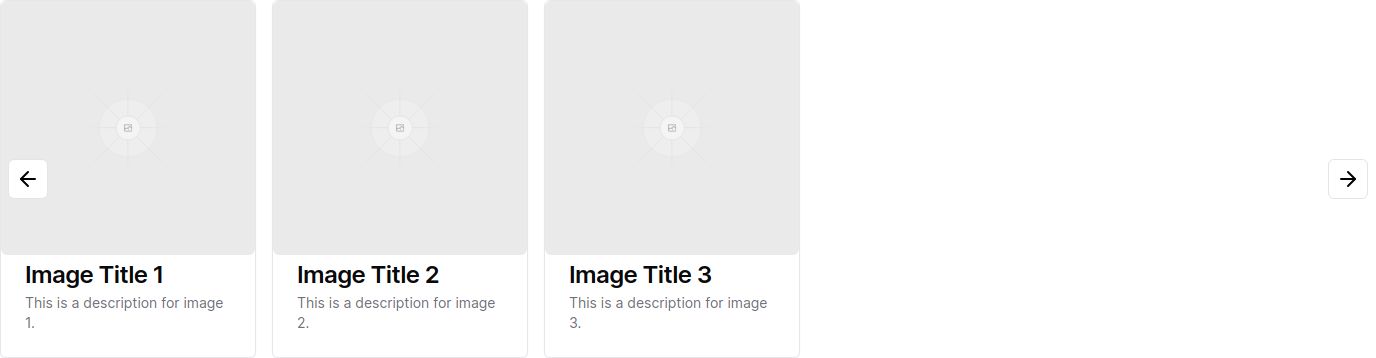 Image Title 1
This is a description for image
1.
Image Title 2
This is a description for image
2.
Image Title 3
This is a description for image
3.